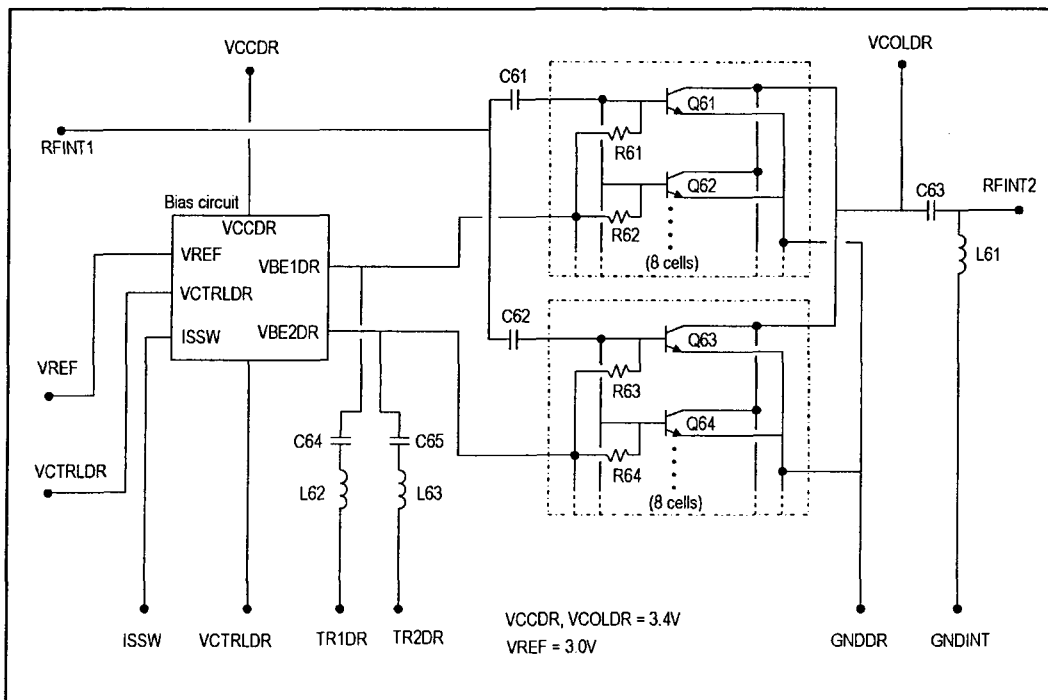 VCCDR
VCOLDR
C61
Q61
RFINT1
R61
Q62
C63
RFINT2
Bias circuit
VCCDR
R62
VREF
VBE1DR
(8 cells)
L61
VCTRLDR
C62
VBE2DR
Q63
ISSW
VREF
R63
Q64
C64
C65
R64
VCTRLDR
L62
L63
(8 cells)
VCCDR, VCOLDR = 3.4V
VREF = 3.0V
ISSW
VCTRLDR
TR1DR
TR2DR
GNDDR
GNDINT